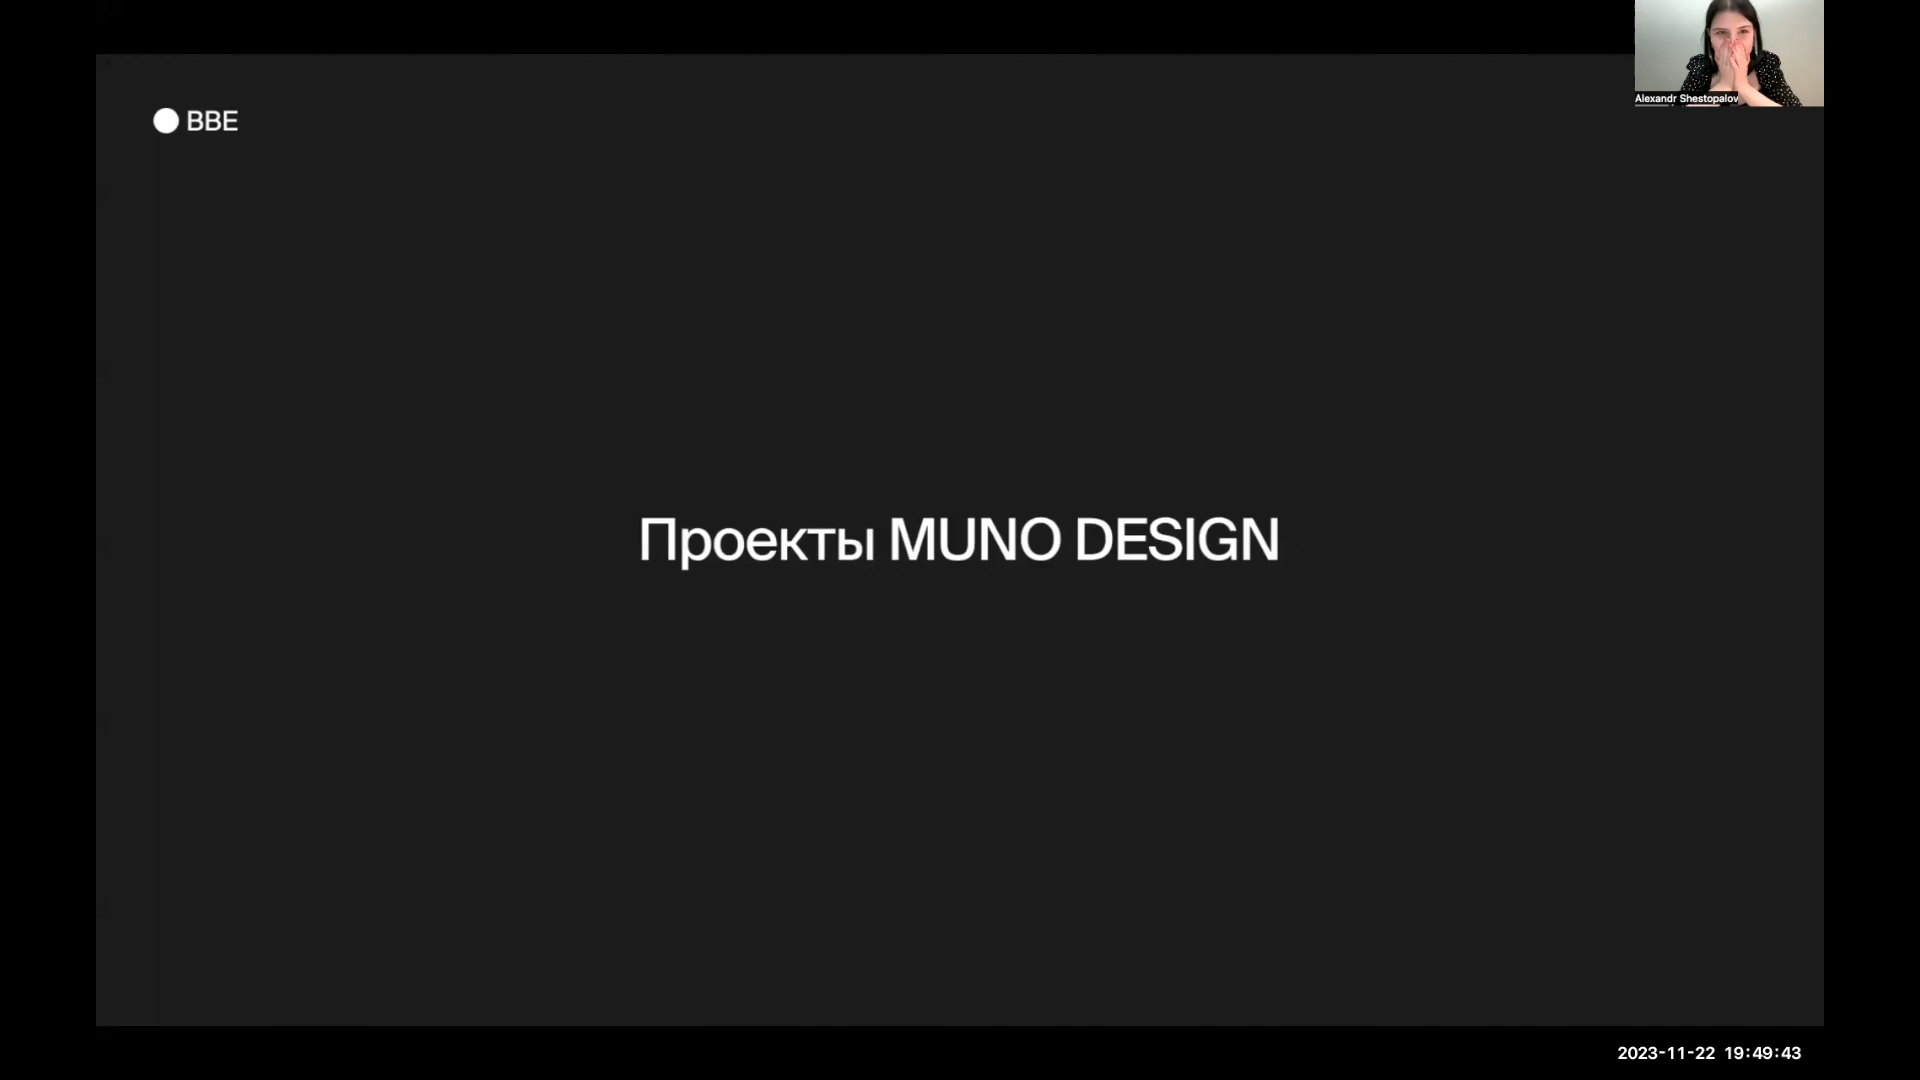 BBE
Alexandr Shestopalov
Проекты MUNO DESIGN
2023-11-22 19:49:43